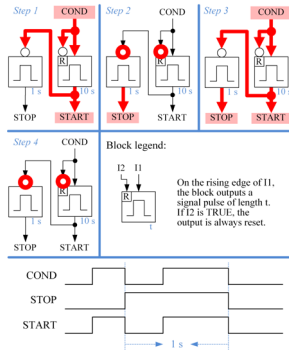 Step 1
COND
R
1 s
10 s
STOP
START
Step 2
COND
R
1 s
10 s
STOP
START
Step 3
COND
R
1 s
10 s
STOP
START
Step 4
COND
R
1 s
10 s
STOP
START
Block legend:
I2 I1
R
t
On the rising edge of I1,
the block outputs a
signal pulse of length t.
If I2 is TRUE, the
output is always reset.
COND
STOP
START
1 s